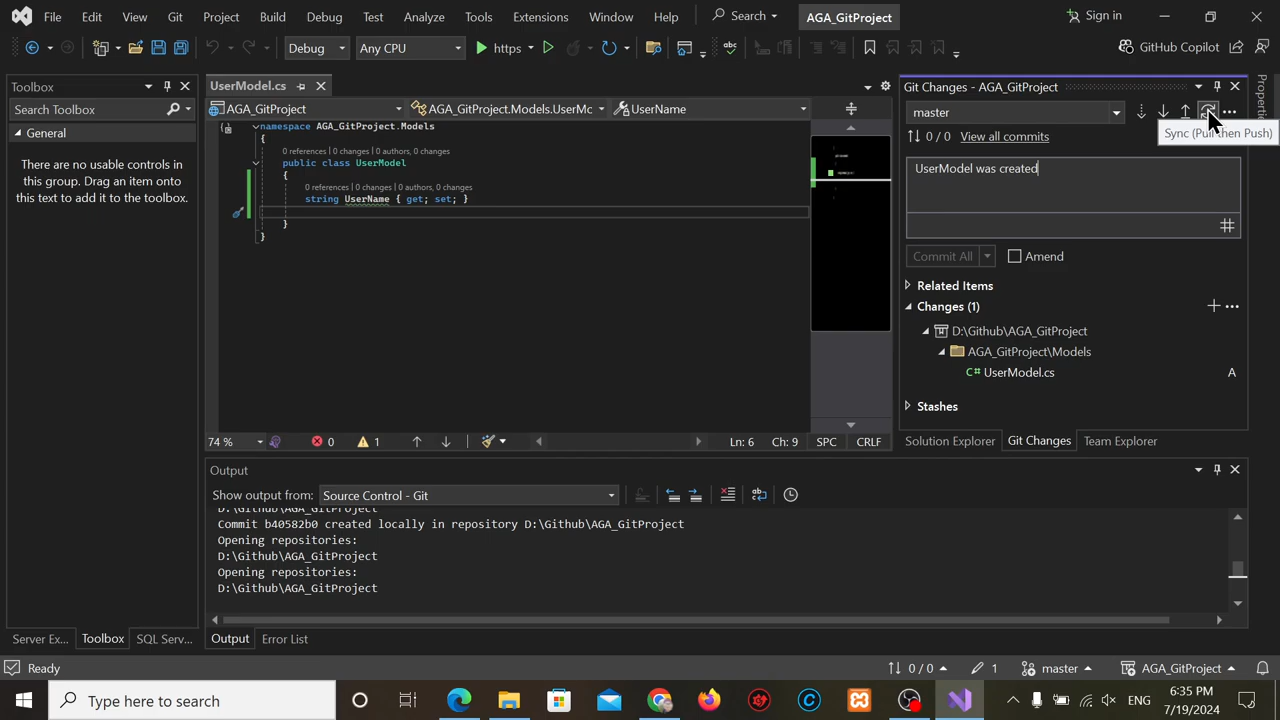 File Edit View Git Project Build Debug Test Analyze Tools Extensions Window Help Search AGA_GitProject Sign in
Debug Any CPU https GitHub Copilot
Toolbox
Search Toolbox
General
There are no usable controls in
this group. Drag an item onto
this text to add it to the toolbox.
UserModel.cs
AGA_GitProject AGA_GitProject.Models.UserMc UserName
namespace AGA_GitProject.Models
{
0 references | 0 changes | 0 authors, 0 changes
public class UserModel
{
0 references | 0 changes | 0 authors, 0 changes
string UserName { get; set; }
}
}
74 % 0 1 Ln: 6 Ch: 9 SPC CRLF
Git Changes - AGA_GitProject
master
0 / 0 View all commits
Sync (Pull then Push)
UserModel was created
Commit All Amend
Related Items
Changes (1)
D:\Github\AGA_GitProject
AGA_GitProject\Models
C# UserModel.cs A
Stashes
Solution Explorer Git Changes Team Explorer
Output
Show output from: Source Control - Git
D:\Github\AGA_GitProject
Commit b40582b0 created locally in repository D:\Github\AGA_GitProject
Opening repositories:
D:\Github\AGA_GitProject
Opening repositories:
D:\Github\AGA_GitProject
Server Ex... Toolbox SQL Serv... Output Error List
Ready 0 / 0 1 master AGA_GitProject
Type here to search
ENG
6:35 PM
7/19/2024